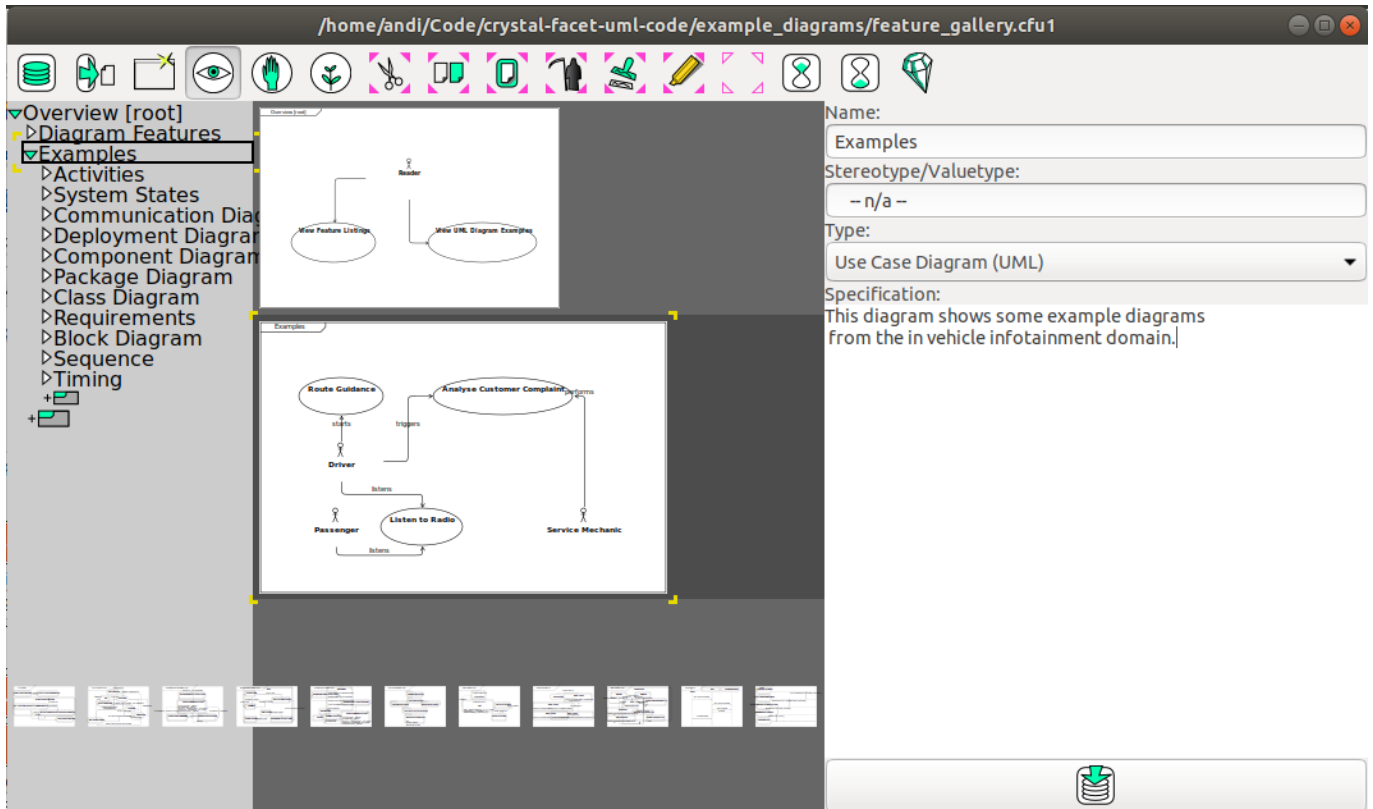 /home/andi/Code/crystal-facet-uml-code/example_diagrams/feature_gallery.cfu1
Overview [root]
Diagram Features
Examples
Activities
System States
Communication Diag
Deployment Diagran
Component Diagram
Package Diagram
Class Diagram
Requirements
Block Diagram
Sequence
Timing
+
+
Overview [root]
Reader
View Feature Listings
View UML Diagram Examples
Examples
Route Guidance
Analyse Customer Complaint
performs
starts
triggers
Driver
listens
Listen to Radio
Passenger
Service Mechanic
listens
Name:
Examples
Stereotype/Valuetype:
-- n/a --
Type:
Use Case Diagram (UML)
Specification:
This diagram shows some example diagrams
from the in vehicle infotainment domain.